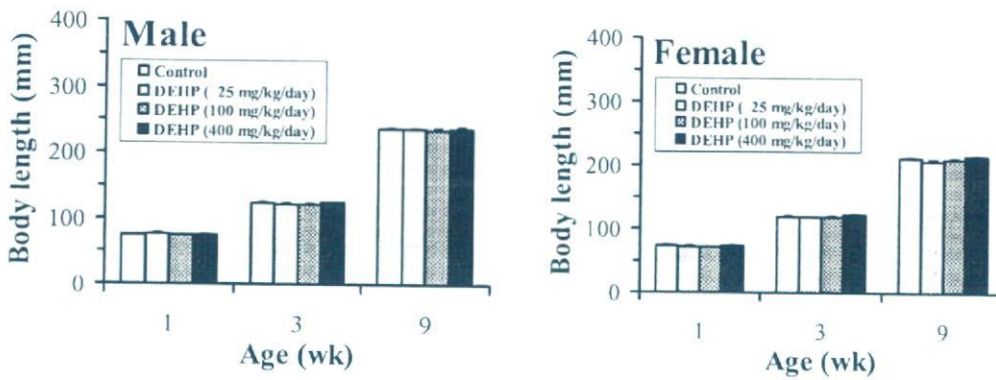 Male
Control
DEHP ( 25 mg/kg/day)
DEHP (100 mg/kg/day)
DEHP (400 mg/kg/day)
400
300
200
100
0
Body length (mm)
1 3 9
Age (wk)
Female
Control
DEHP ( 25 mg/kg/day)
DEHP (100 mg/kg/day)
DEHP (400 mg/kg/day)
400
300
200
100
0
Body length (mm)
1 3 9
Age (wk)